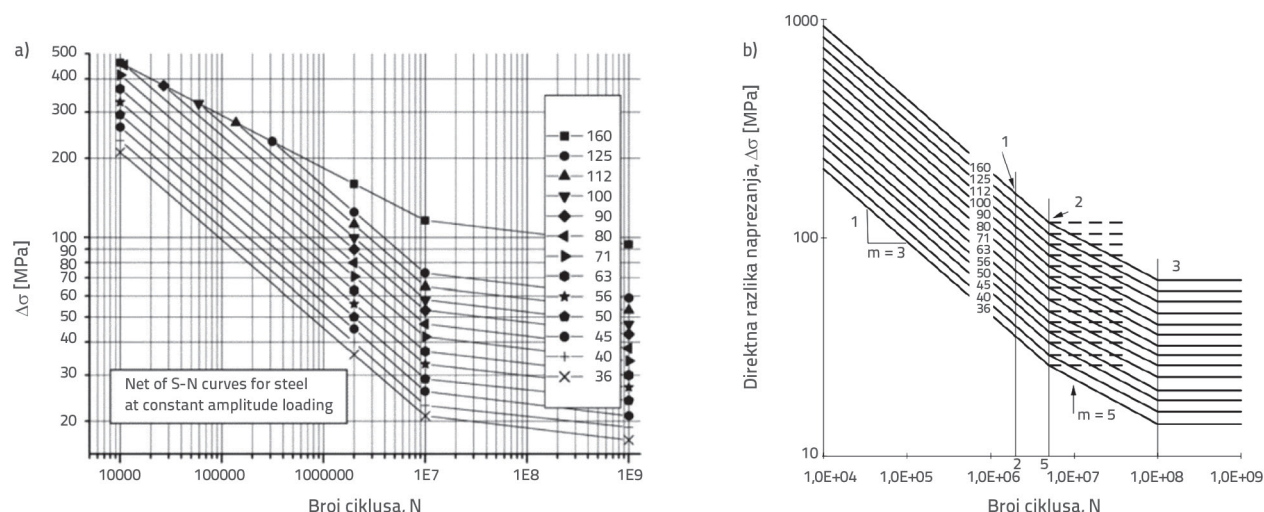 a)
Δσ [MPa]
500
400
300
200
100
90
80
70
60
50
40
30
20
10000
100000
1000000
1E7
1E8
1E9
Broj ciklusa, N
160
125
112
100
90
80
71
63
56
50
45
40
36
Net of S-N curves for steel
at constant amplitude loading
b)
Direktna razlika naprezanja, Δσ [MPa]
1000
100
10
1
2
3
160
125
112
100
90
80
71
63
56
50
45
40
36
1
m = 3
m = 5
2
5
1,0E+04
1,0E+05
1,0E+06
1,0E+07
1,0E+08
1,0E+09
Broj ciklusa, N